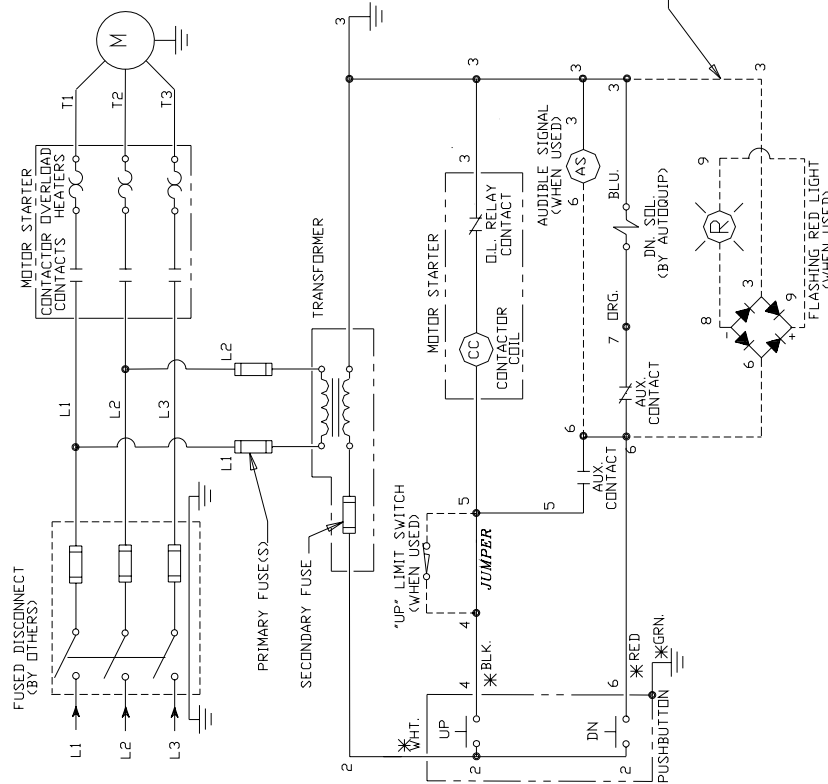 FUSED DISCONNECT
(BY OTHERS)
L1
L2
L3
L1
L2
L3
MOTOR STARTER
CONTACTOR OVERLOAD
CONTACTS HEATERS
T1
T2
T3
M
L1
L2
PRIMARY FUSE(S)
SECONDARY FUSE
TRANSFORMER
3
"UP" LIMIT SWITCH
(WHEN USED)
JUMPER
4
5
5
MOTOR STARTER
CC
CONTACTOR
COIL
O.L. RELAY
CONTACT
3
3
AUDIBLE SIGNAL
(WHEN USED)
6
AS
3
3
AUX.
CONTACT
6
6
AUX.
CONTACT
7
ORG.
BLU.
3
DN. SOL.
(BY AUTOQUIP)
8
R
9
3
9
6
-
+
3
FLASHING RED LIGHT
(WHEN USED)
2
*WHT.
UP
2
4
*BLK.
DN
2
6
*RED
*GRN.
PUSHBUTTON